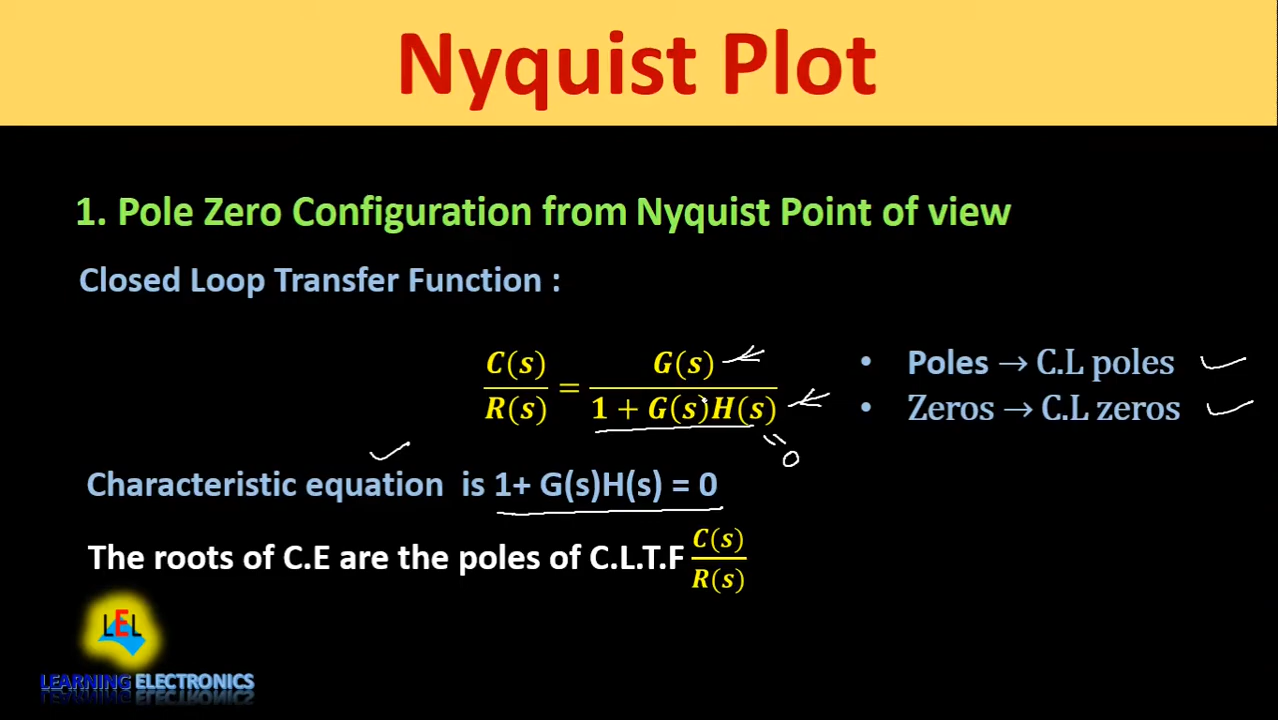 Nyquist Plot
1. Pole Zero Configuration from Nyquist Point of view
Closed Loop Transfer Function :
C(s)/R(s) = G(s)/(1 + G(s)H(s))
• Poles → C.L poles
• Zeros → C.L zeros
= 0
Characteristic equation is 1+ G(s)H(s) = 0
The roots of C.E are the poles of C.L.T.F C(s)/R(s)
LEL
LEARNING ELECTRONICS